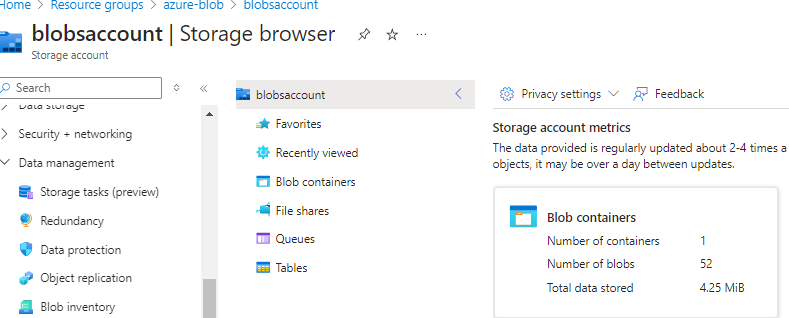 Home > Resource groups > azure-blob > blobsaccount
blobsaccount | Storage browser
Storage account
Search
Data storage
Security + networking
Data management
Storage tasks (preview)
Redundancy
Data protection
Object replication
Blob inventory
blobsaccount
Favorites
Recently viewed
Blob containers
File shares
Queues
Tables
Privacy settings
Feedback
Storage account metrics
The data provided is regularly updated about 2-4 times a
objects, it may be over a day between updates.
Blob containers
Number of containers 1
Number of blobs 52
Total data stored 4.25 MiB